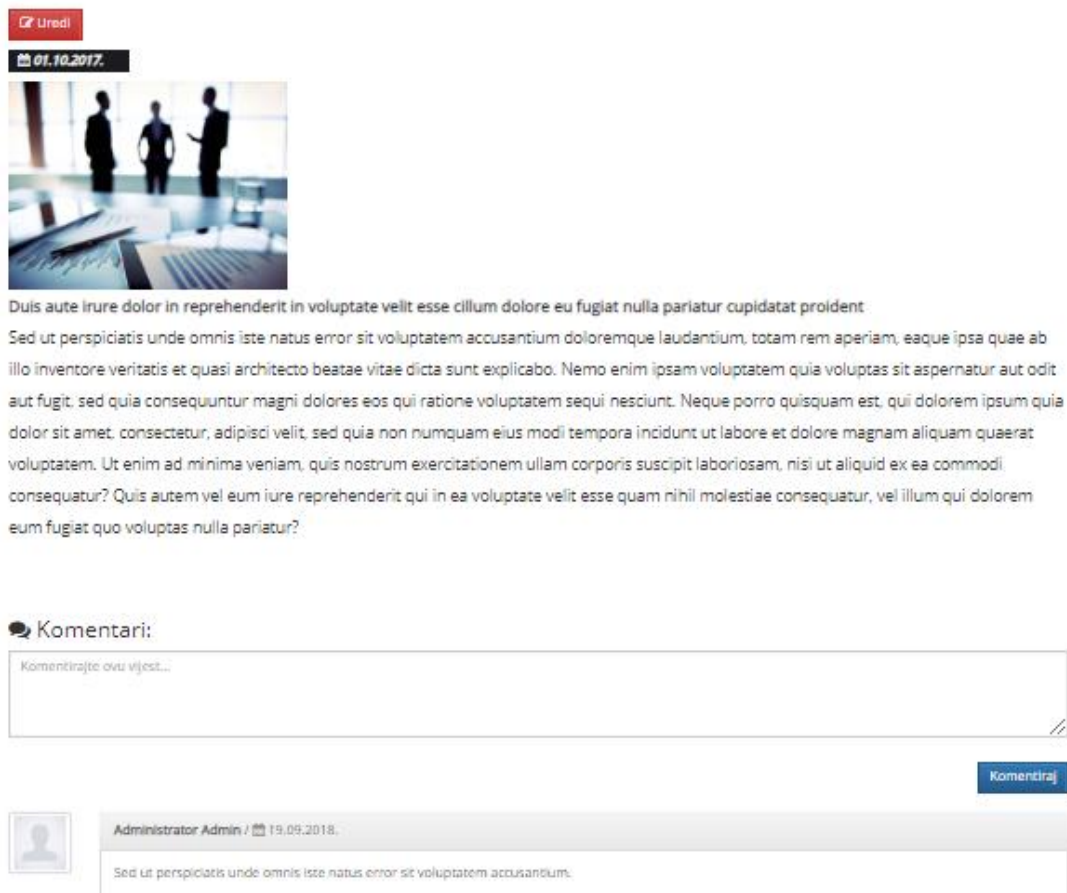 Uredi
01.10.2017.
Duis aute irure dolor in reprehenderit in voluptate velit esse cillum dolore eu fugiat nulla pariatur cupidatat proident
Sed ut perspiciatis unde omnis iste natus error sit voluptatem accusantium doloremque laudantium, totam rem aperiam, eaque ipsa quae ab
illo inventore veritatis et quasi architecto beatae vitae dicta sunt explicabo. Nemo enim ipsam voluptatem quia voluptas sit aspernatur aut odit
aut fugit, sed quia consequuntur magni dolores eos qui ratione voluptatem sequi nesciunt. Neque porro quisquam est, qui dolorem ipsum quia
dolor sit amet, consectetur, adipisci velit, sed quia non numquam eius modi tempora incidunt ut labore et dolore magnam aliquam quaerat
voluptatem. Ut enim ad minima veniam, quis nostrum exercitationem ullam corporis suscipit laboriosam, nisi ut aliquid ex ea commodi
consequatur? Quis autem vel eum iure reprehenderit qui in ea voluptate velit esse quam nihil molestiae consequatur, vel illum qui dolorem
eum fugiat quo voluptas nulla pariatur?
Komentari:
Komentirajte ovu vijest...
Komentiraj
Administrator Admin / 19.09.2018.
Sed ut perspiciatis unde omnis iste natus error sit voluptatem accusantium.